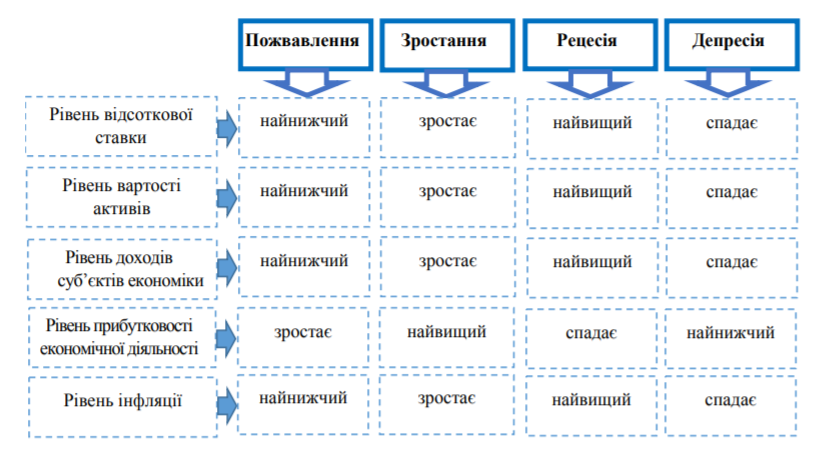 Пожвавлення Зростання Рецесія Депресія
Рівень відсоткової
ставки
найнижчий зростає найвищий спадає
Рівень вартості
активів
найнижчий зростає найвищий спадає
Рівень доходів
суб’єктів економіки
найнижчий зростає найвищий спадає
Рівень прибутковості
економічної діяльності
зростає найвищий спадає найнижчий
Рівень інфляції
найнижчий зростає найвищий спадає